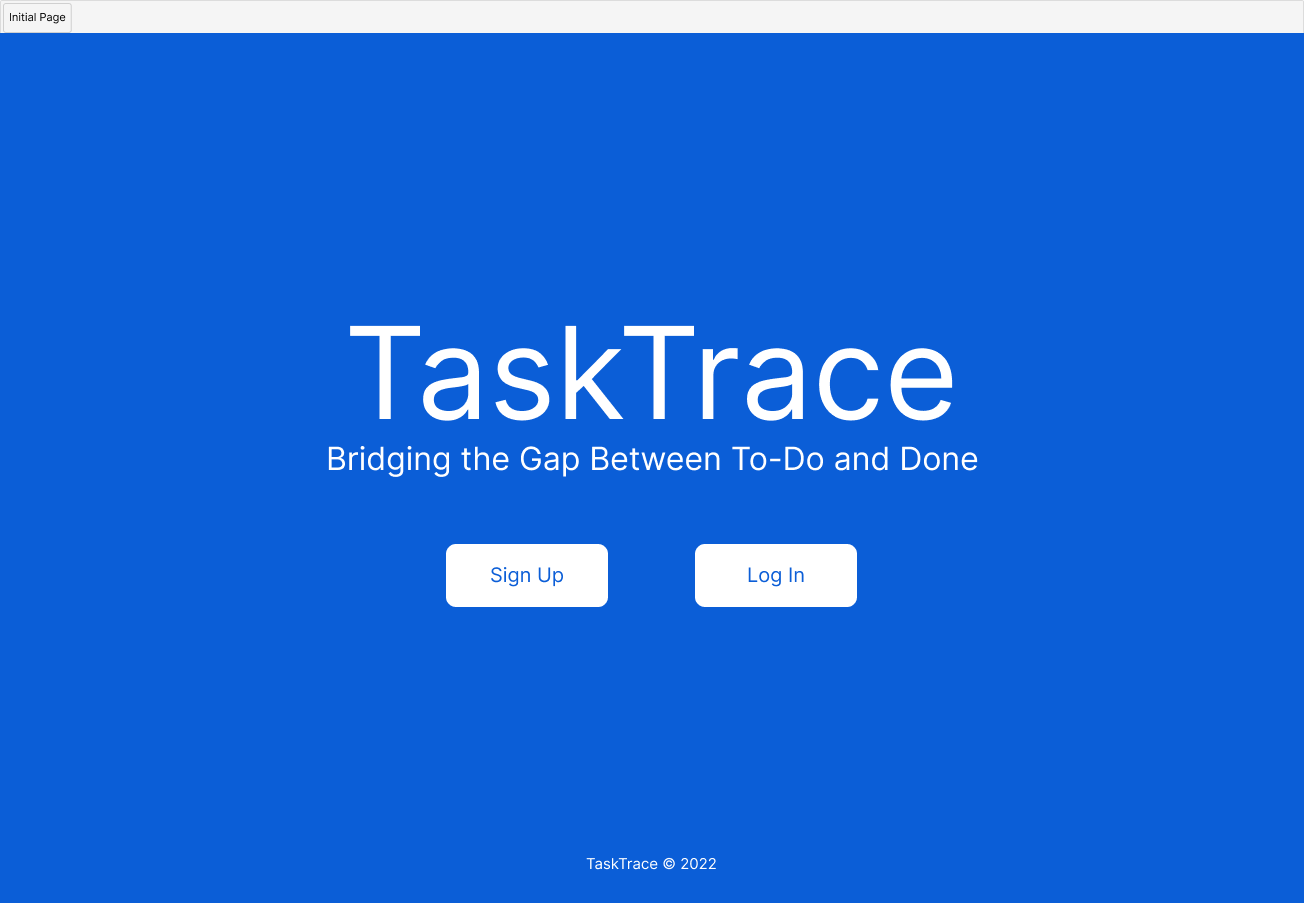 Initial Page
TaskTrace
Bridging the Gap Between To-Do and Done
Sign Up
Log In
TaskTrace © 2022